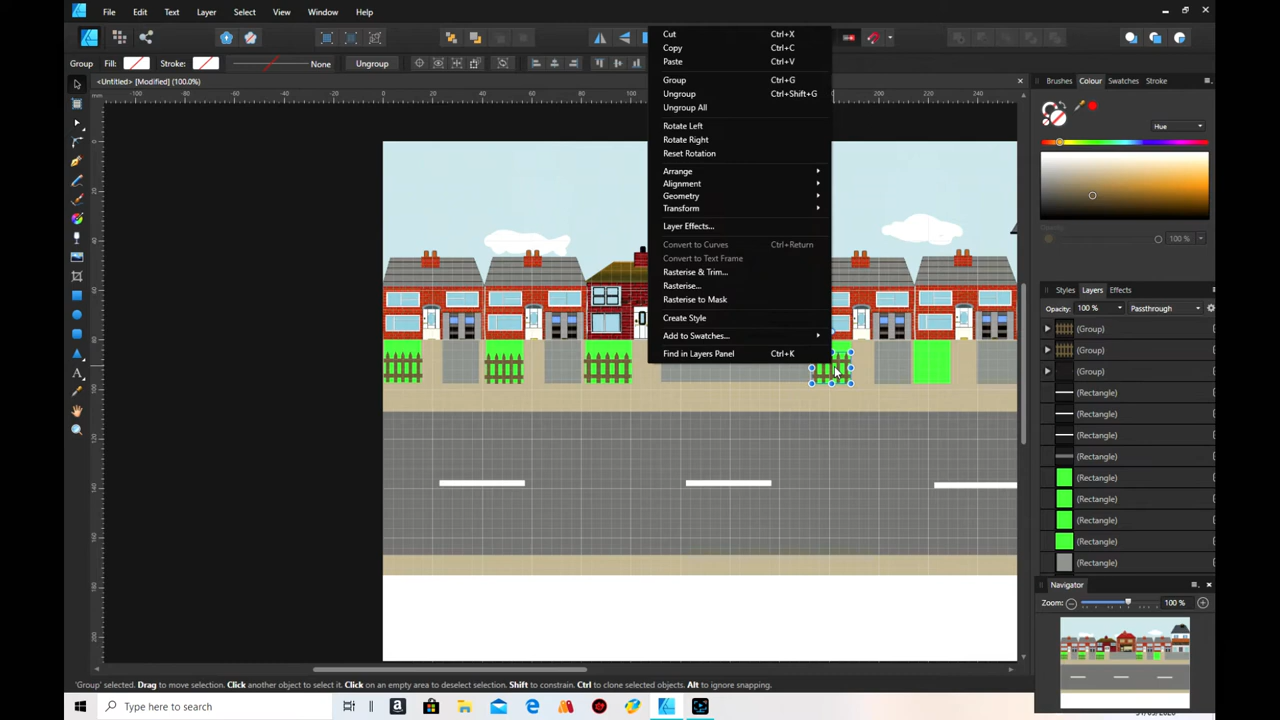 File Edit Text Layer Select View Window Help
Group Fill: Stroke: None Ungroup
<Untitled> [Modified] (100.0%)
mm
Cut Ctrl+X
Copy Ctrl+C
Paste Ctrl+V
Group Ctrl+G
Ungroup Ctrl+Shift+G
Ungroup All
Rotate Left
Rotate Right
Reset Rotation
Arrange
Alignment
Geometry
Transform
Layer Effects...
Convert to Curves Ctrl+Return
Convert to Text Frame
Rasterise & Trim...
Rasterise...
Rasterise to Mask
Create Style
Add to Swatches...
Find in Layers Panel Ctrl+K
Brushes Colour Swatches Stroke
Hue
100 %
Styles Layers Effects
Opacity: 100 % Passthrough
(Group)
(Group)
(Group)
(Rectangle)
(Rectangle)
(Rectangle)
(Rectangle)
(Rectangle)
(Rectangle)
(Rectangle)
(Rectangle)
(Rectangle)
Navigator
Zoom: 100 %
'Group' selected. Drag to move selection. Click another object to select it. Click on an empty area to deselect selection. Shift to constrain. Ctrl to clone selected objects. Alt to ignore snapping.
Type here to search